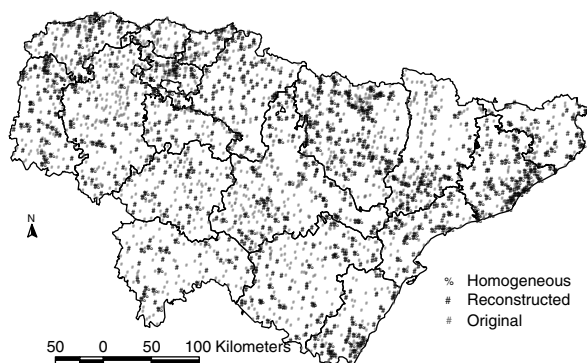 N
% Homogeneous
# Reconstructed
# Original
50 0 50 100 Kilometers